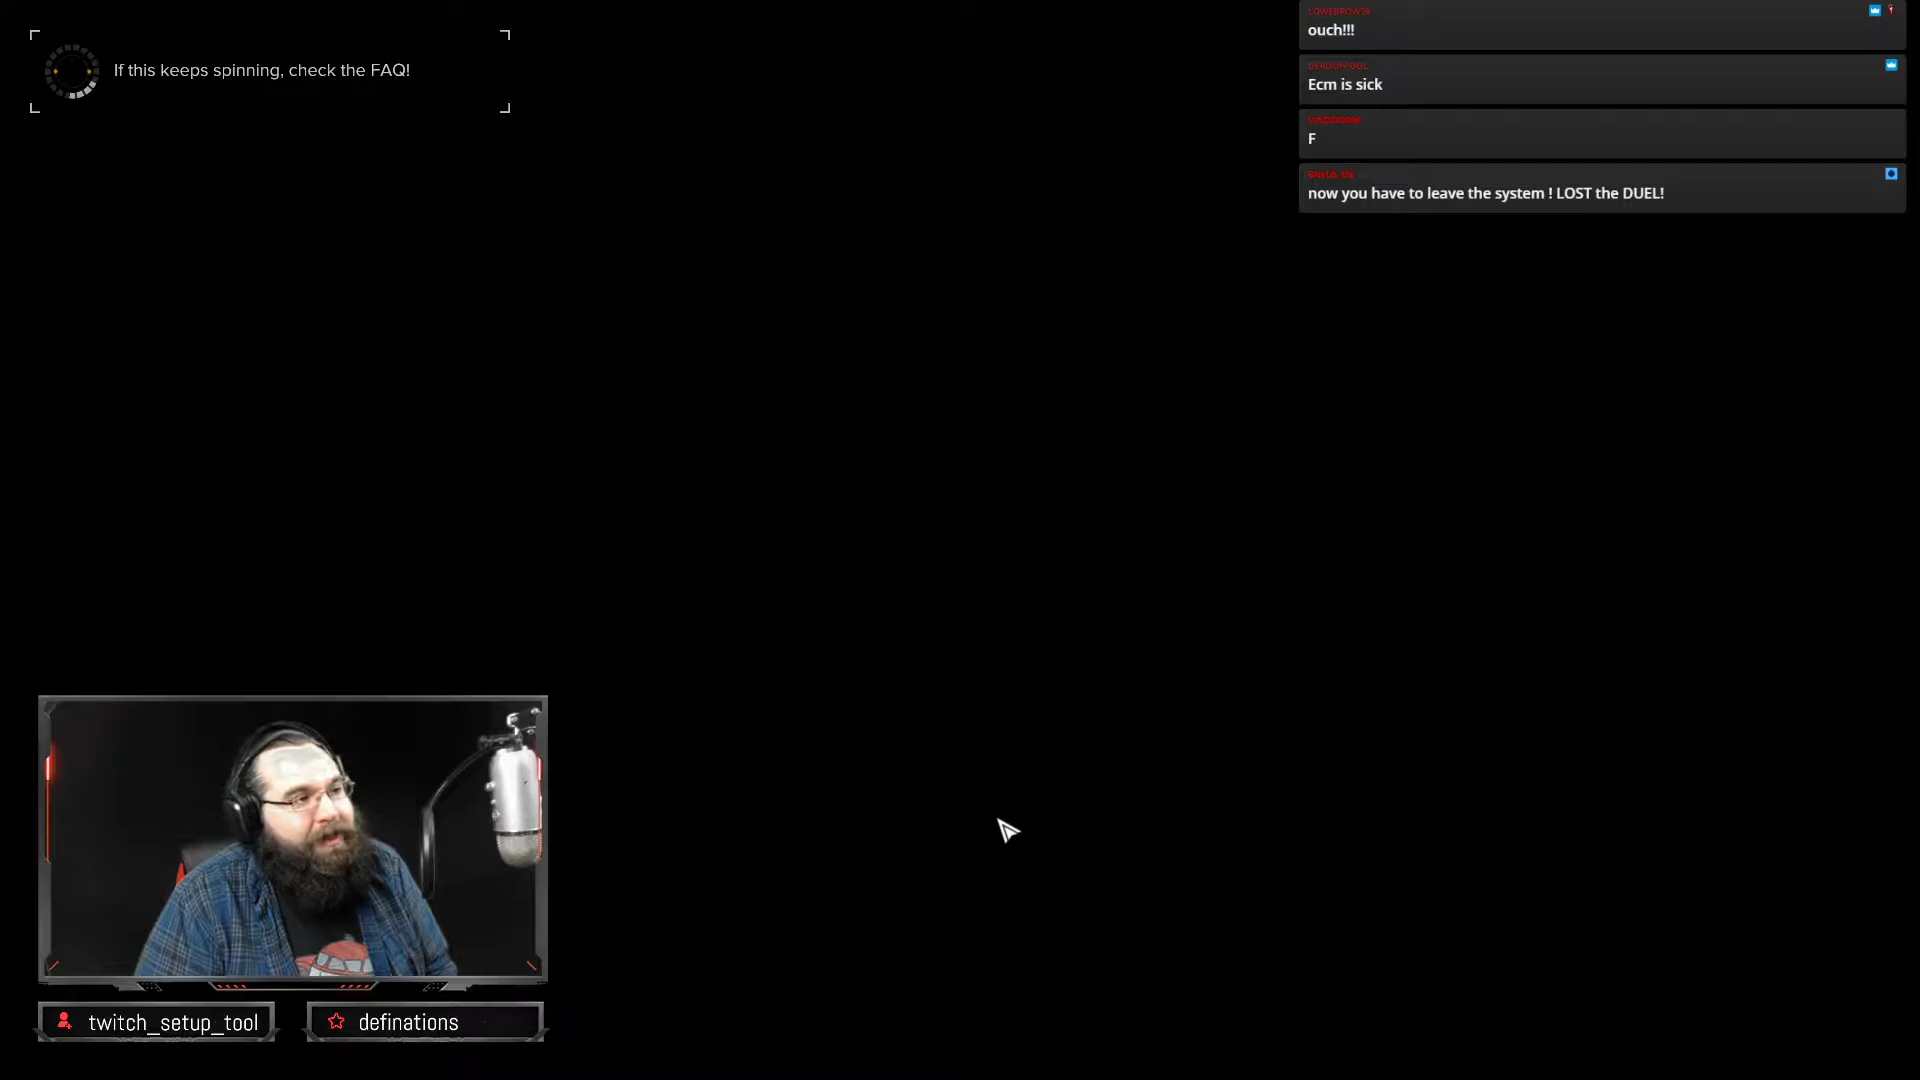 If this keeps spinning, check the FAQ!
ouch!!!
Ecm is sick
F
now you have to leave the system ! LOST the DUEL!
twitch_setup_tool
definations